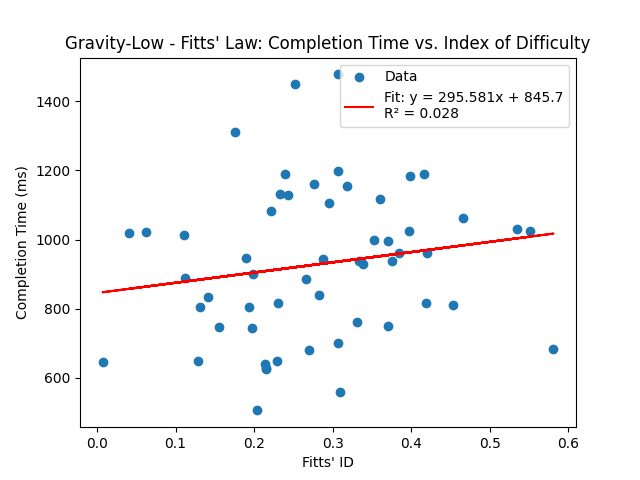 Gravity-Low - Fitts' Law: Completion Time vs. Index of Difficulty
Data
Fit: y = 295.581x + 845.7
R² = 0.028
Completion Time (ms)
1400
1200
1000
800
600
0.0 0.1 0.2 0.3 0.4 0.5 0.6
Fitts' ID